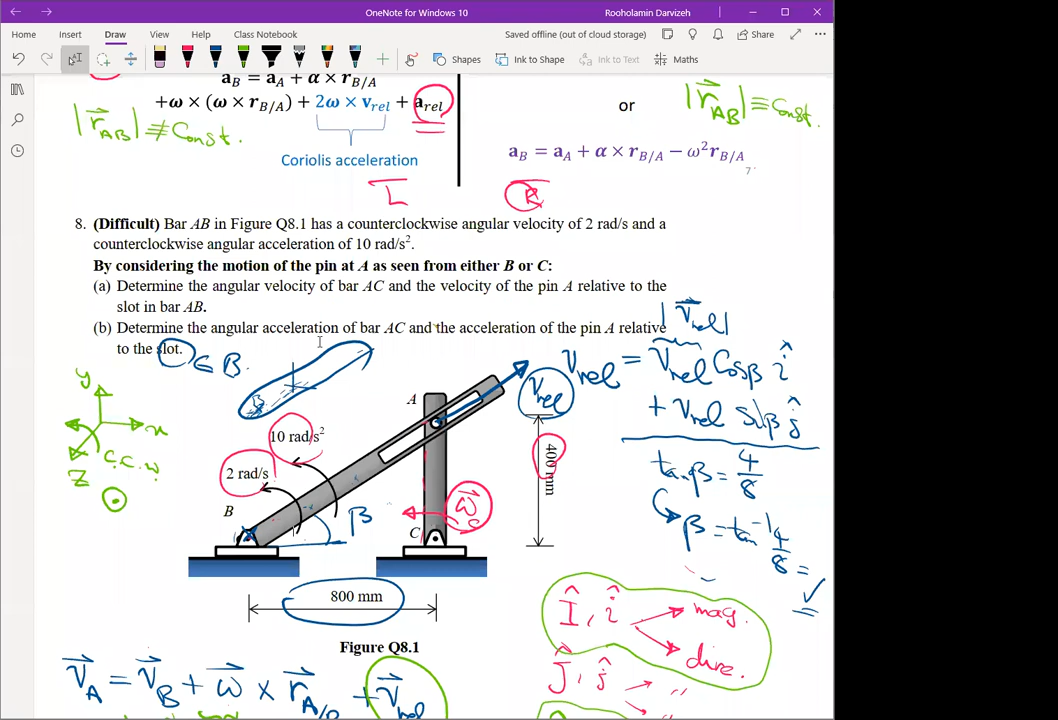 OneNote for Windows 10
Rooholamin Darvizeh
Home Insert Draw View Help Class Notebook
Saved offline (out of cloud storage) Share
Shapes Ink to Shape Ink to Text Maths
a_B = a_A + α × r_B/A
+ω × (ω × r_B/A) + 2ω × v_rel + a_rel
|r_AB| ≢ Const.
Coriolis acceleration
or
|r_AB| ≡ Const.
a_B = a_A + α × r_B/A − ω²r_B/A
7
L
R
8. (Difficult) Bar AB in Figure Q8.1 has a counterclockwise angular velocity of 2 rad/s and a
counterclockwise angular acceleration of 10 rad/s².
By considering the motion of the pin at A as seen from either B or C:
(a) Determine the angular velocity of bar AC and the velocity of the pin A relative to the
slot in bar AB.
(b) Determine the angular acceleration of bar AC and the acceleration of the pin A relative
to the slot.
∈ B.
|V_rel|
V_rel = V_rel Cosβ î
+ V_rel sinβ ĵ
tanβ = 4/8
β = tan⁻¹ 4/8 =
y
x
Z
C.C.W
B
A
V_rel
10 rad/s²
2 rad/s
400 mm
B
β
C
ω
800 mm
Figure Q8.1
Î, î
mag.
dire.
Ĵ, ĵ
"
V_A = V_B + ω × r_A/B + V_rel